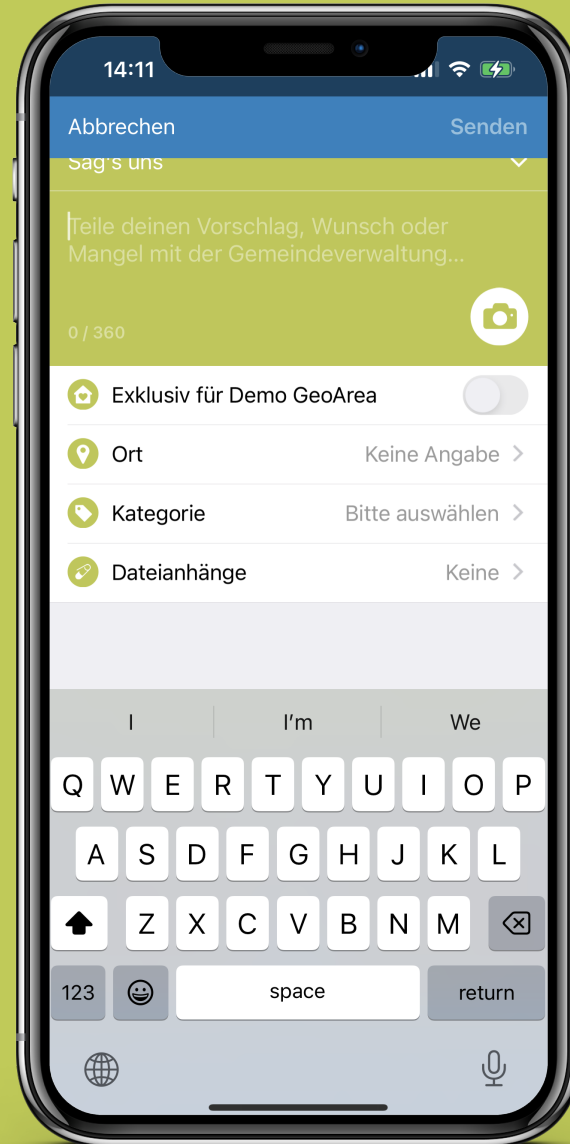 14:11
Abbrechen Senden
Sag's uns
Teile deinen Vorschlag, Wunsch oder
Mangel mit der Gemeindeverwaltung...
0 / 360
Exklusiv für Demo GeoArea
Ort Keine Angabe
Kategorie Bitte auswählen
Dateianhänge Keine
I I'm We
Q W E R T Y U I O P
A S D F G H J K L
Z X C V B N M
123 space return